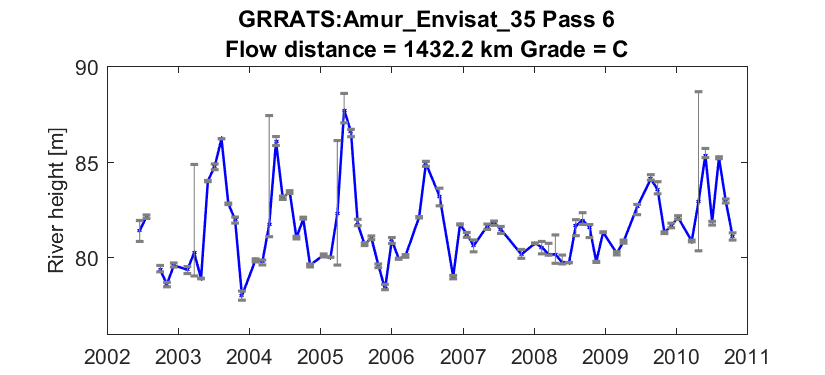 GRRATS:Amur_Envisat_35 Pass 6
Flow distance = 1432.2 km Grade = C
90
85
80
River height [m]
2002 2003 2004 2005 2006 2007 2008 2009 2010 2011